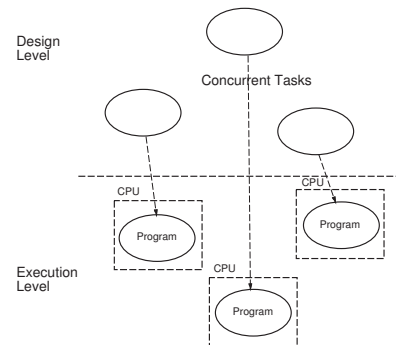 Design
Level
Concurrent Tasks
CPU
Program
CPU
Program
CPU
Program
Execution
Level